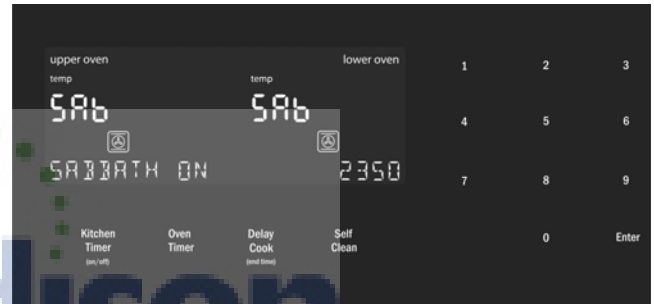 upper oven lower oven
temp temp
SAb SAb
SABBATH ON 2350
Kitchen Timer (on/off) Oven Timer Delay Cook (end time) Self Clean
1 2 3
4 5 6
7 8 9
0 Enter